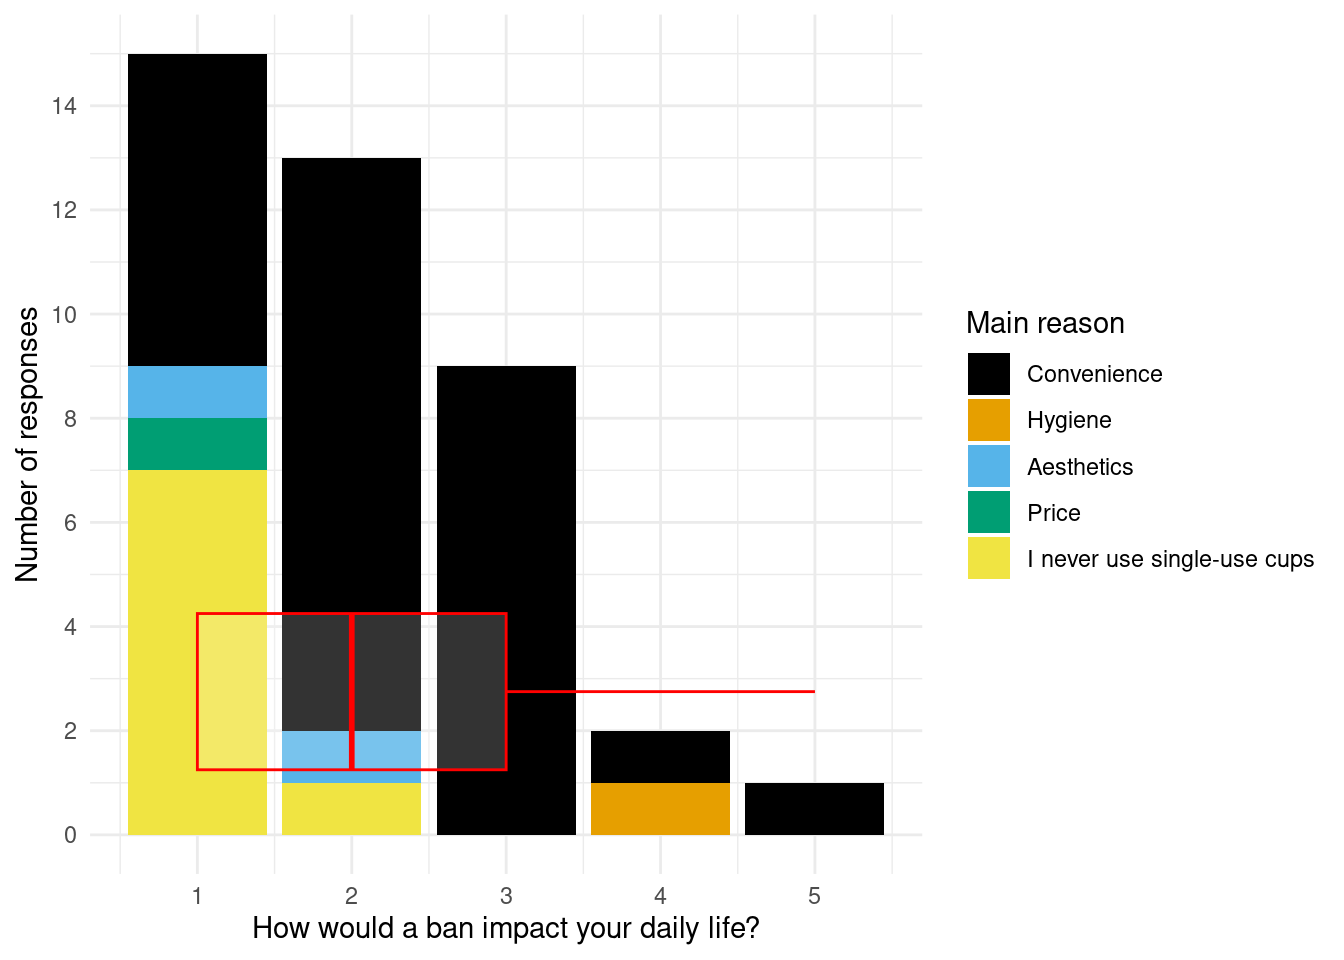 14
12
10
8
6
4
2
0
Number of responses
1 2 3 4 5
How would a ban impact your daily life?
Main reason
Convenience
Hygiene
Aesthetics
Price
I never use single-use cups